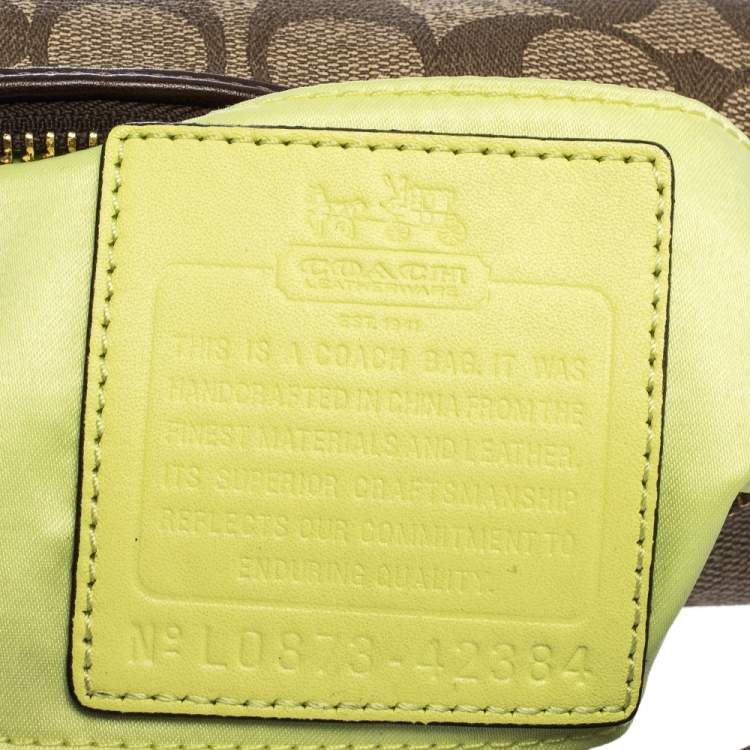 COACH
LEATHERWARE
EST. 1941
THIS IS A COACH BAG. IT WAS
HANDCRAFTED IN CHINA FROM THE
FINEST MATERIALS AND LEATHER.
ITS SUPERIOR CRAFTSMANSHIP
REFLECTS OUR COMMITMENT TO
ENDURING QUALITY.
Nº L0873-42384